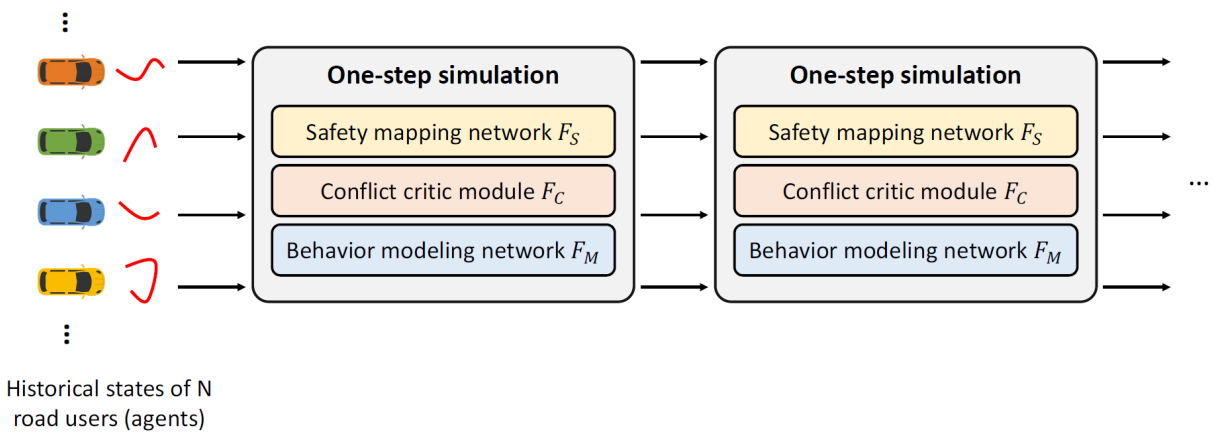 One-step simulation
Safety mapping network F_S
Conflict critic module F_C
Behavior modeling network F_M
One-step simulation
Safety mapping network F_S
Conflict critic module F_C
Behavior modeling network F_M
...
Historical states of N
road users (agents)